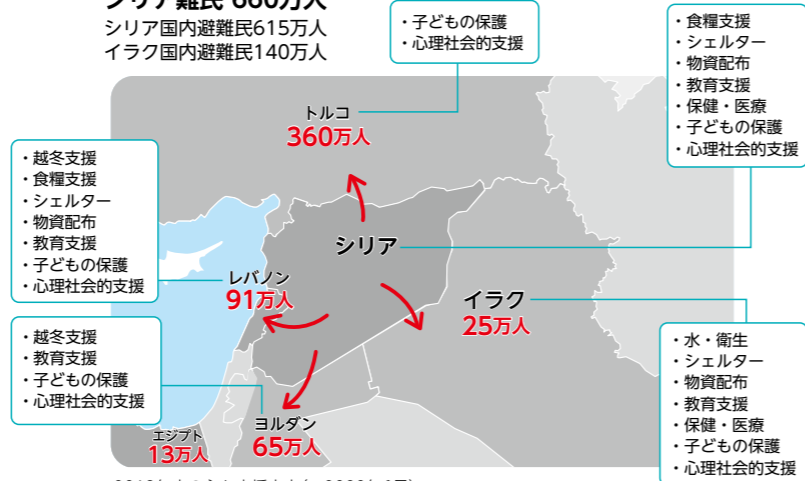 シリア難民 660万人
シリア国内避難民615万人
イラク国内避難民140万人
・子どもの保護
・心理社会的支援
・食糧支援
・シェルター
・物資配布
・教育支援
・保健・医療
・子どもの保護
・心理社会的支援
トルコ
360万人
・越冬支援
・食糧支援
・シェルター
・物資配布
・教育支援
・子どもの保護
・心理社会的支援
シリア
レバノン
91万人
イラク
25万人
・越冬支援
・教育支援
・子どもの保護
・心理社会的支援
・水・衛生
・シェルター
・物資配布
・教育支援
・保健・医療
・子どもの保護
・心理社会的支援
ヨルダン
65万人
エジプト
13万人